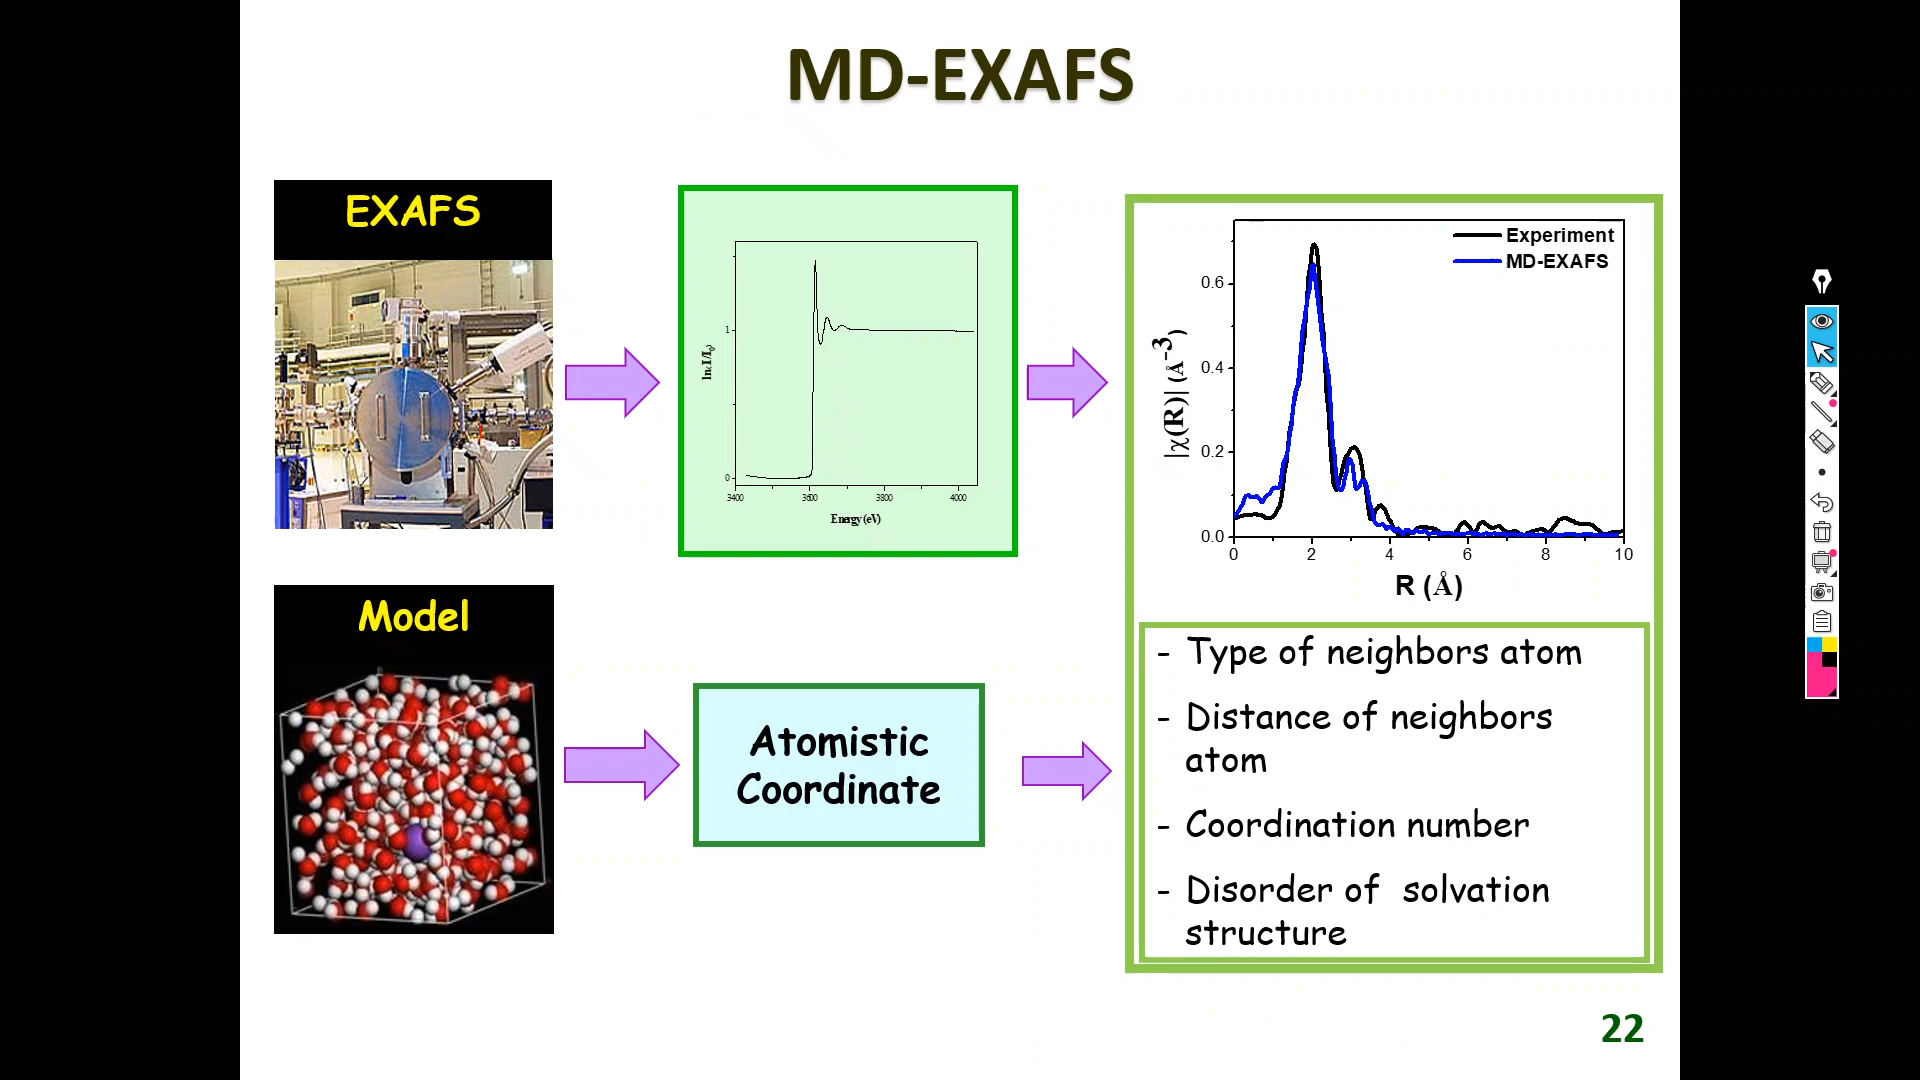 MD-EXAFS
EXAFS
ln(I/I₀)
1
0
3400 3600 3800 4000
Energy (eV)
Experiment
MD-EXAFS
|χ(R)| (Å⁻³)
0.6
0.4
0.2
0.0
0 2 4 6 8 10
R (Å)
Model
Atomistic
Coordinate
- Type of neighbors atom
- Distance of neighbors
atom
- Coordination number
- Disorder of solvation
structure
22